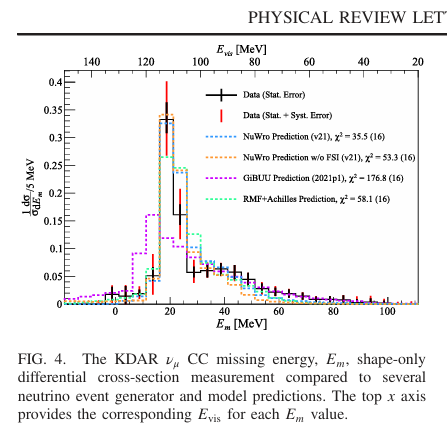 PHYSICAL REVIEW LET
E_vis [MeV]
140 120 100 80 60 40 20
0.4
0.35
0.3
0.25
0.2
0.15
0.1
0.05
0
1/σ dσ/dE_m /5 MeV
Data (Stat. Error)
Data (Stat. + Syst. Error)
NuWro Prediction (v21), χ² = 35.5 (16)
NuWro Prediction w/o FSI (v21), χ² = 53.3 (16)
GiBUU Prediction (2021p1), χ² = 176.8 (16)
RMF+Achilles Prediction, χ² = 58.1 (16)
0 20 40 60 80 100
E_m [MeV]
FIG. 4. The KDAR ν_μ CC missing energy, E_m, shape-only
differential cross-section measurement compared to several
neutrino event generator and model predictions. The top x axis
provides the corresponding E_vis for each E_m value.